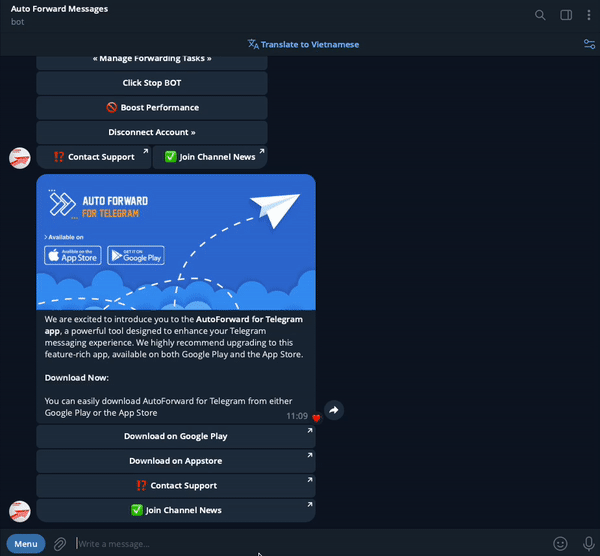 Auto Forward Messages
bot
Translate to Vietnamese
« Manage Forwarding Tasks »
Click Stop BOT
🚫 Boost Performance
Disconnect Account »
⁉️ Contact Support
✅ Join Channel News
AUTO FORWARD
FOR TELEGRAM
> Available on
Available on the
App Store
GET IT ON
Google Play
We are excited to introduce you to the AutoForward for Telegram
app, a powerful tool designed to enhance your Telegram
messaging experience. We highly recommend upgrading to this
feature-rich app, available on both Google Play and the App Store.
Download Now:
You can easily download AutoForward for Telegram from either
Google Play or the App Store
11:09 ❤️
Download on Google Play
Download on Appstore
⁉️ Contact Support
✅ Join Channel News
Menu
Write a message...